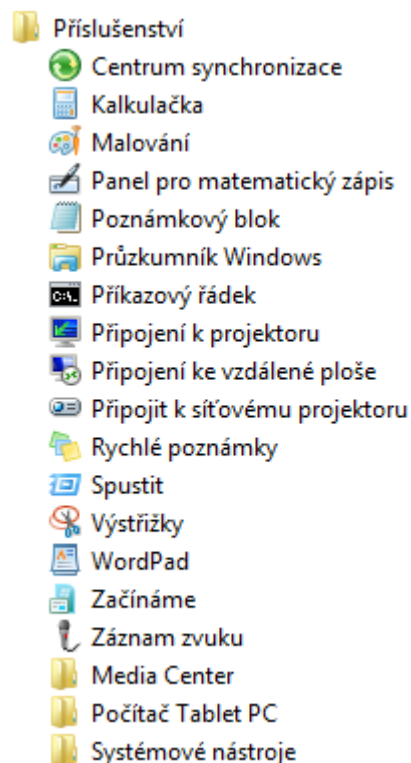 Příslušenství
Centrum synchronizace
Kalkulačka
Malování
Panel pro matematický zápis
Poznámkový blok
Průzkumník Windows
Příkazový řádek
Připojení k projektoru
Připojení ke vzdálené ploše
Připojit k síťovému projektoru
Rychlé poznámky
Spustit
Výstřižky
WordPad
Začínáme
Záznam zvuku
Media Center
Počítač Tablet PC
Systémové nástroje